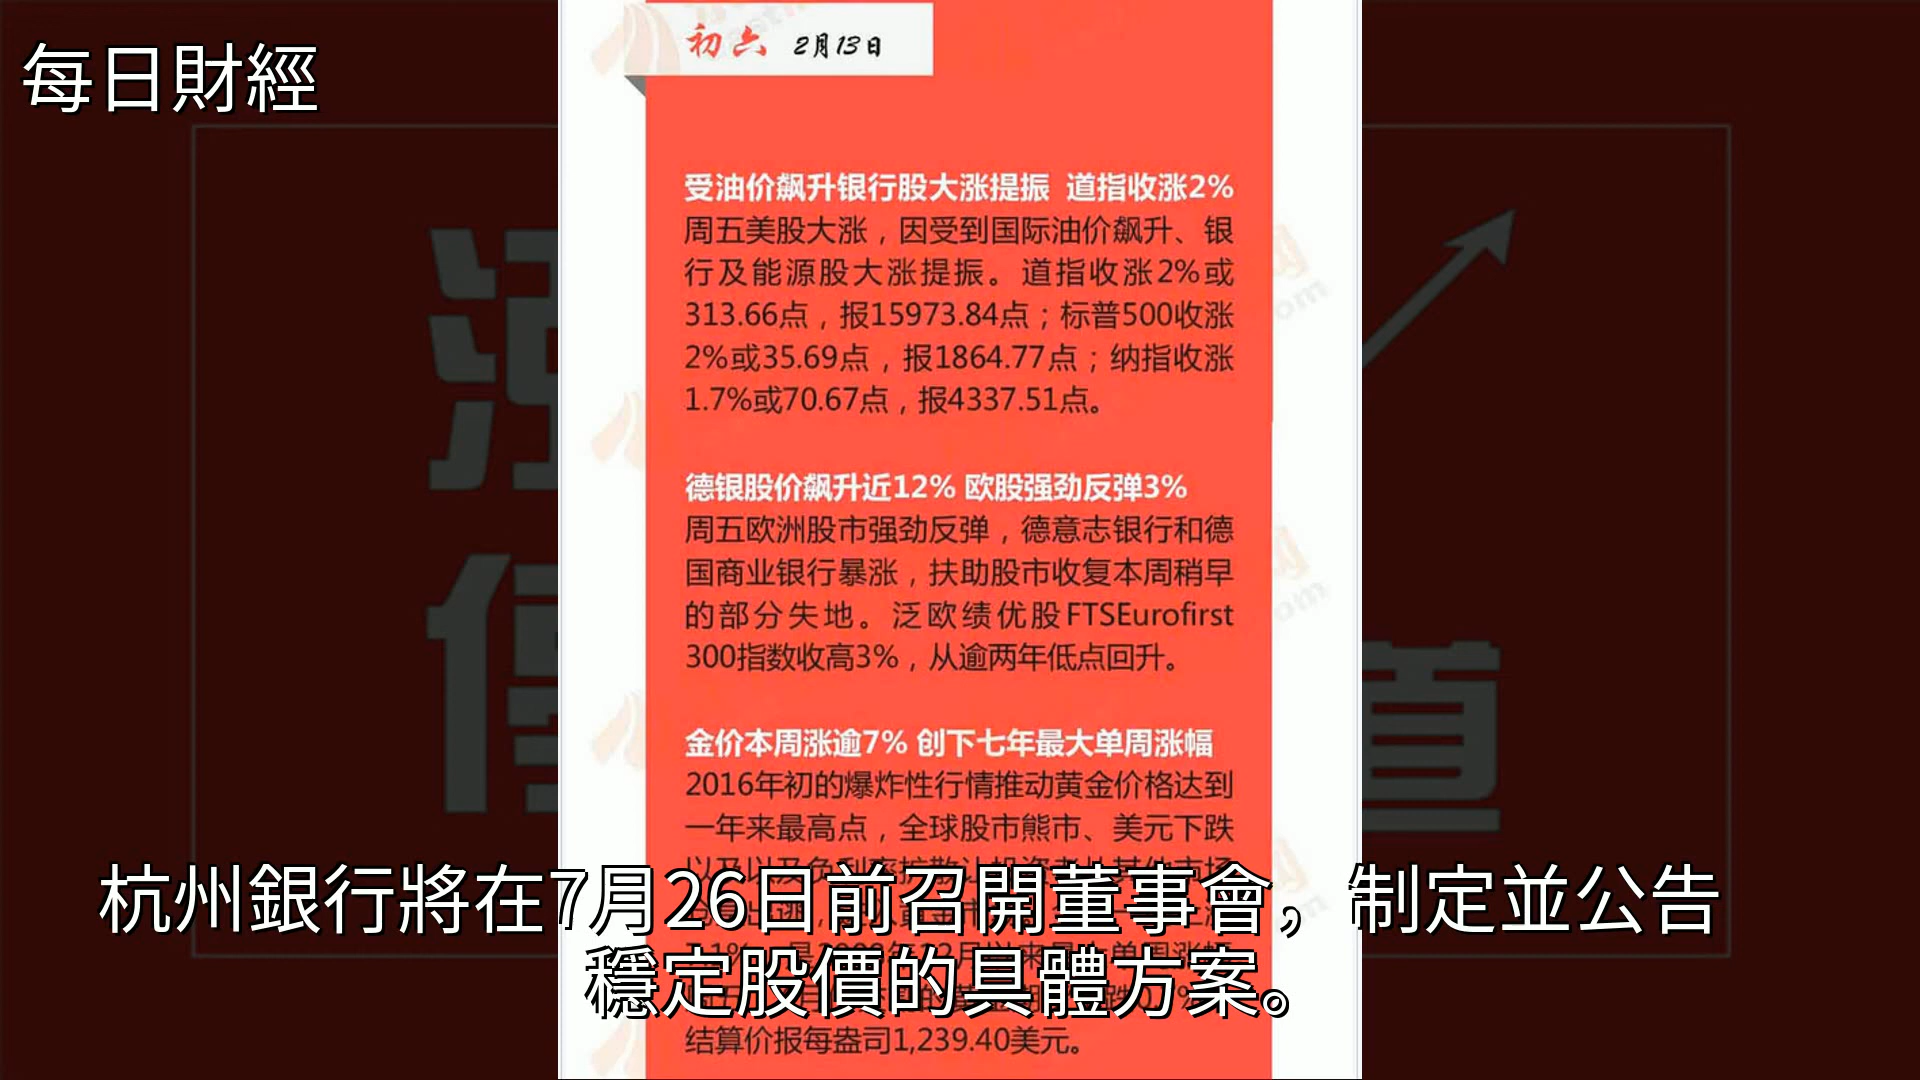 每日財經
初六 2月13日
受油价飙升银行股大涨提振 道指收涨2%
周五美股大涨，因受到国际油价飙升、银
行及能源股大涨提振。道指收涨2%或
313.66点，报15973.84点；标普500收涨
2%或35.69点，报1864.77点；纳指收涨
1.7%或70.67点，报4337.51点。
德银股价飙升近12% 欧股强劲反弹3%
周五欧洲股市强劲反弹，德意志银行和德
国商业银行暴涨，扶助股市收复本周稍早
的部分失地。泛欧绩优股FTSEurofirst
300指数收高3%，从逾两年低点回升。
金价本周涨逾7% 创下七年最大单周涨幅
2016年初的爆炸性行情推动黄金价格达到
一年来最高点，全球股市熊市、美元下跌
杭州銀行將在7月26日前召開董事會，制定並公告
穩定股價的具體方案。
结算价报每盎司1,239.40美元。